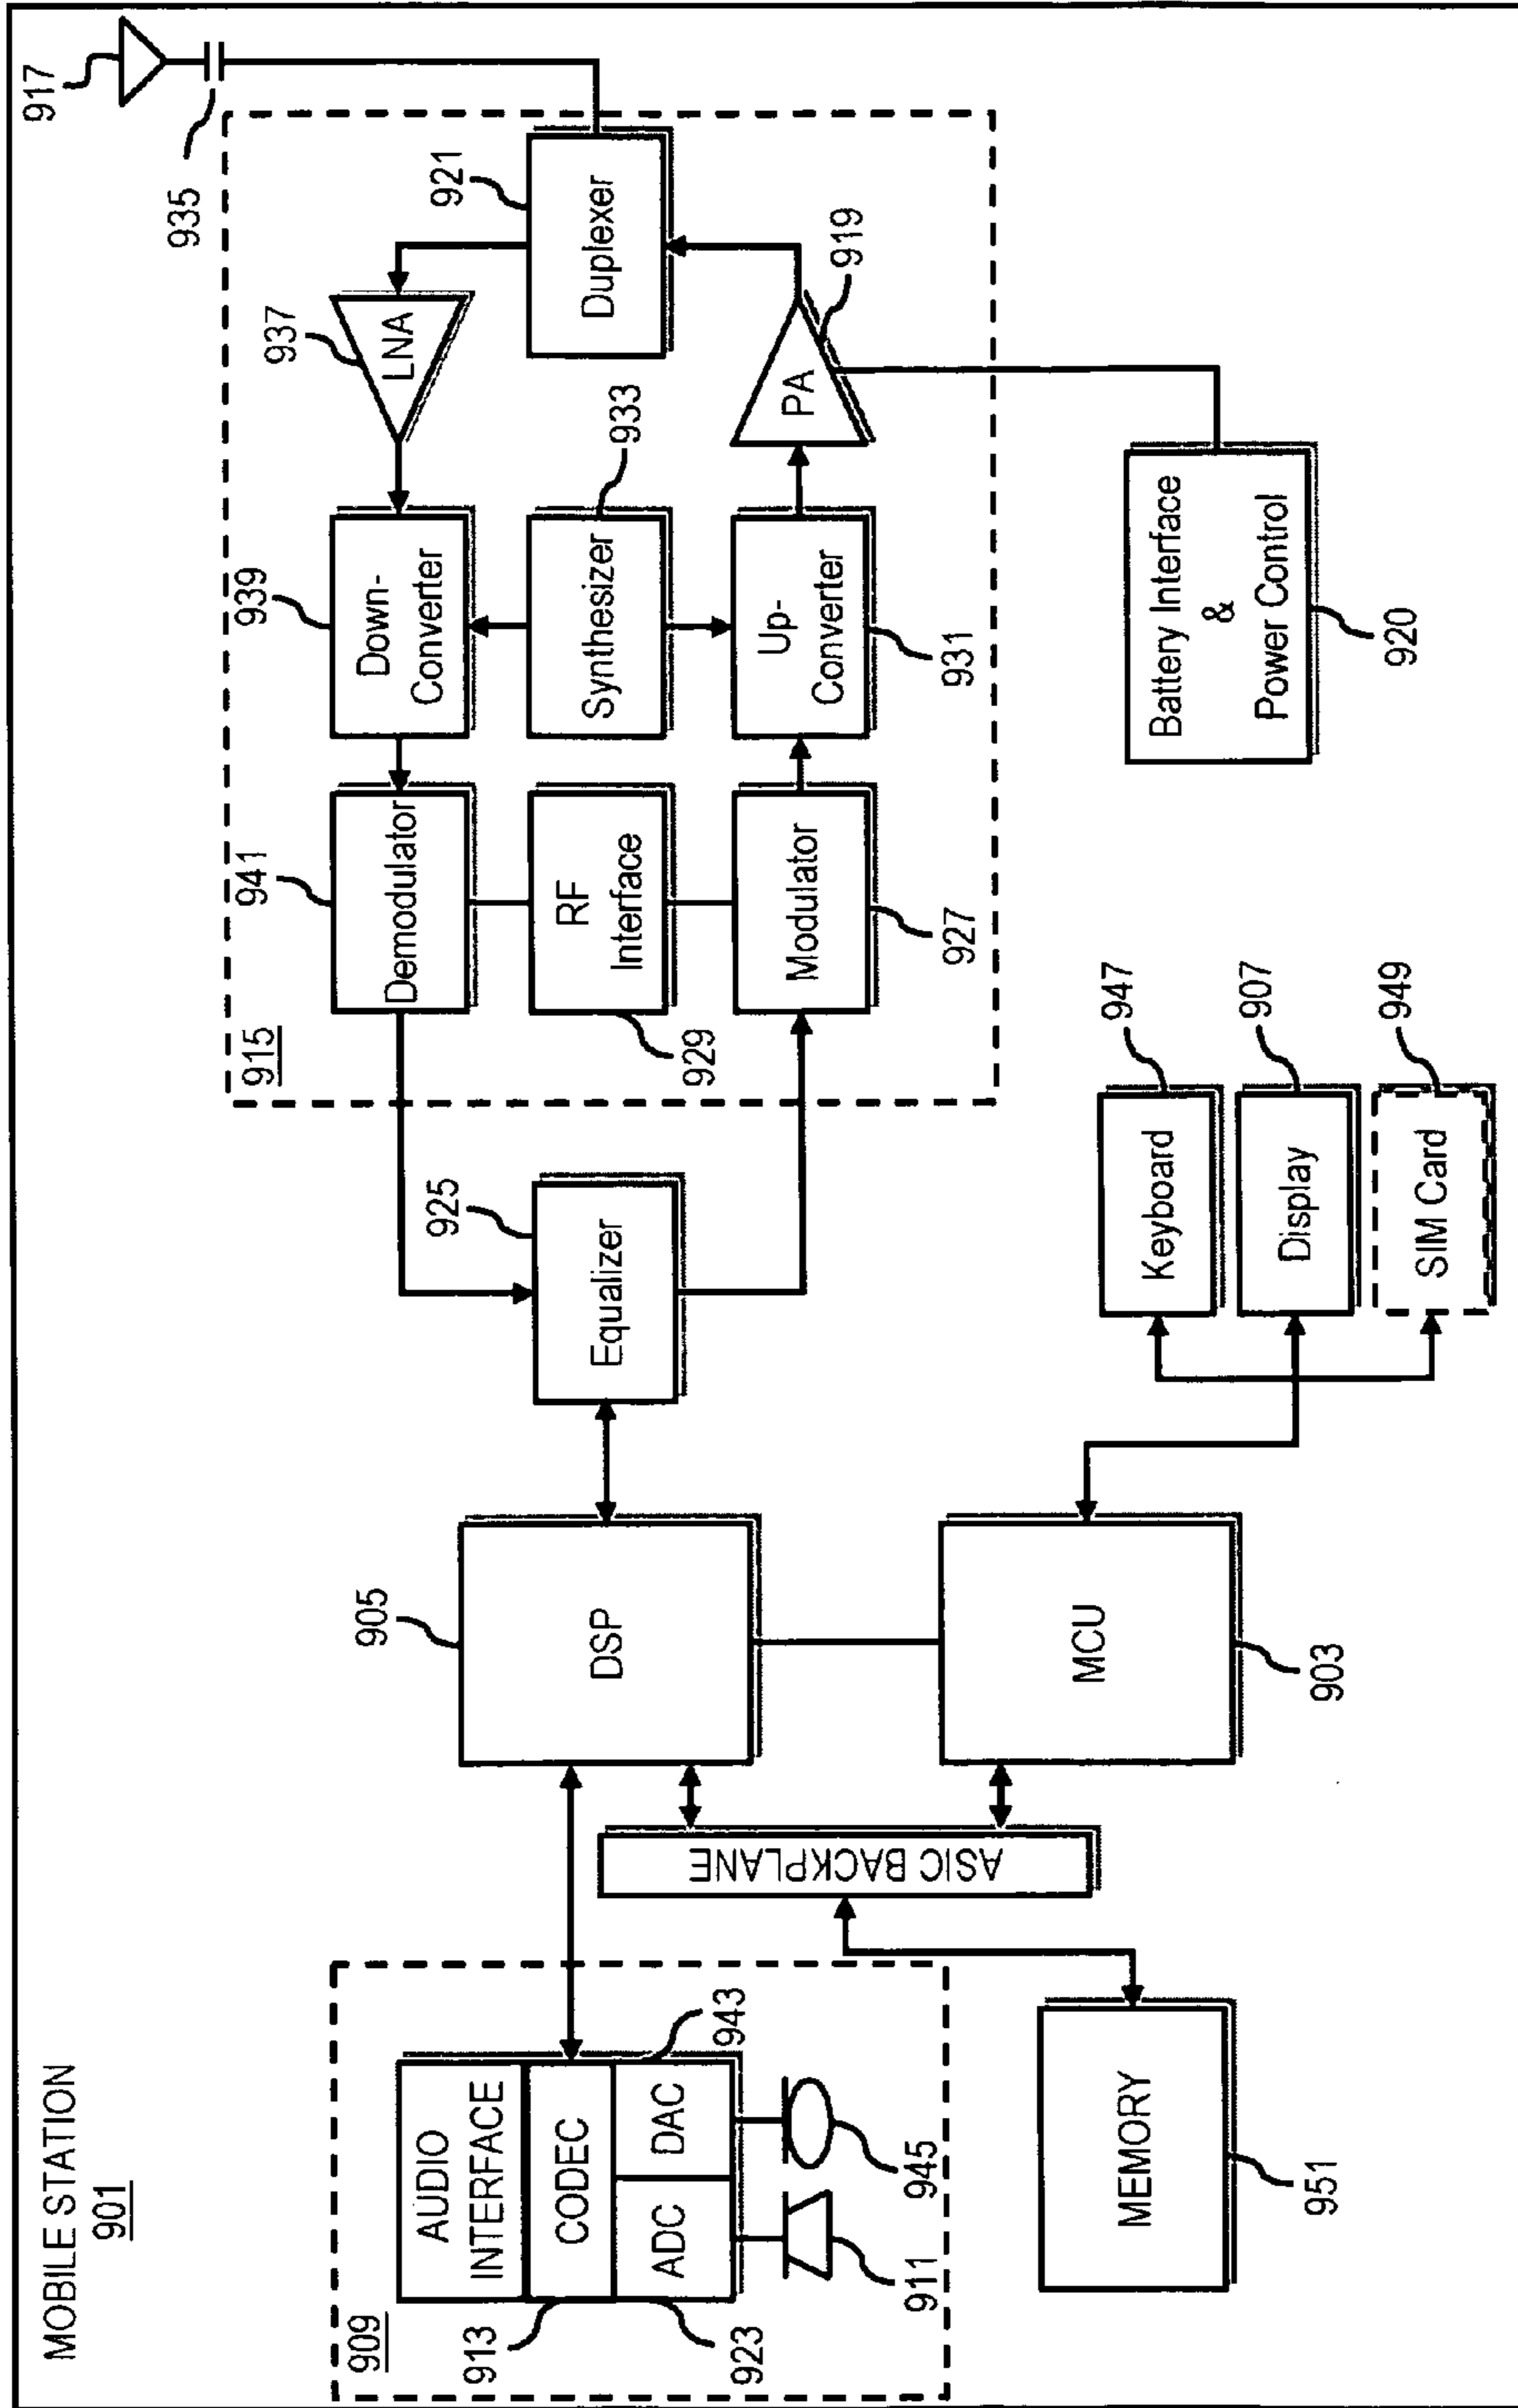 MOBILE STATION
901
909
AUDIO
INTERFACE
CODEC
ADC
DAC
913
923
943
911
945
MEMORY
951
ASIC BACKPLANE
DSP
905
MCU
903
Equalizer
925
Keyboard
947
Display
907
SIM Card
949
915
Demodulator
941
RF
Interface
929
Modulator
927
Down-
Converter
939
Synthesizer
933
Up-
Converter
931
LNA
937
PA
919
Duplexer
921
917
935
Battery Interface
&
Power Control
920